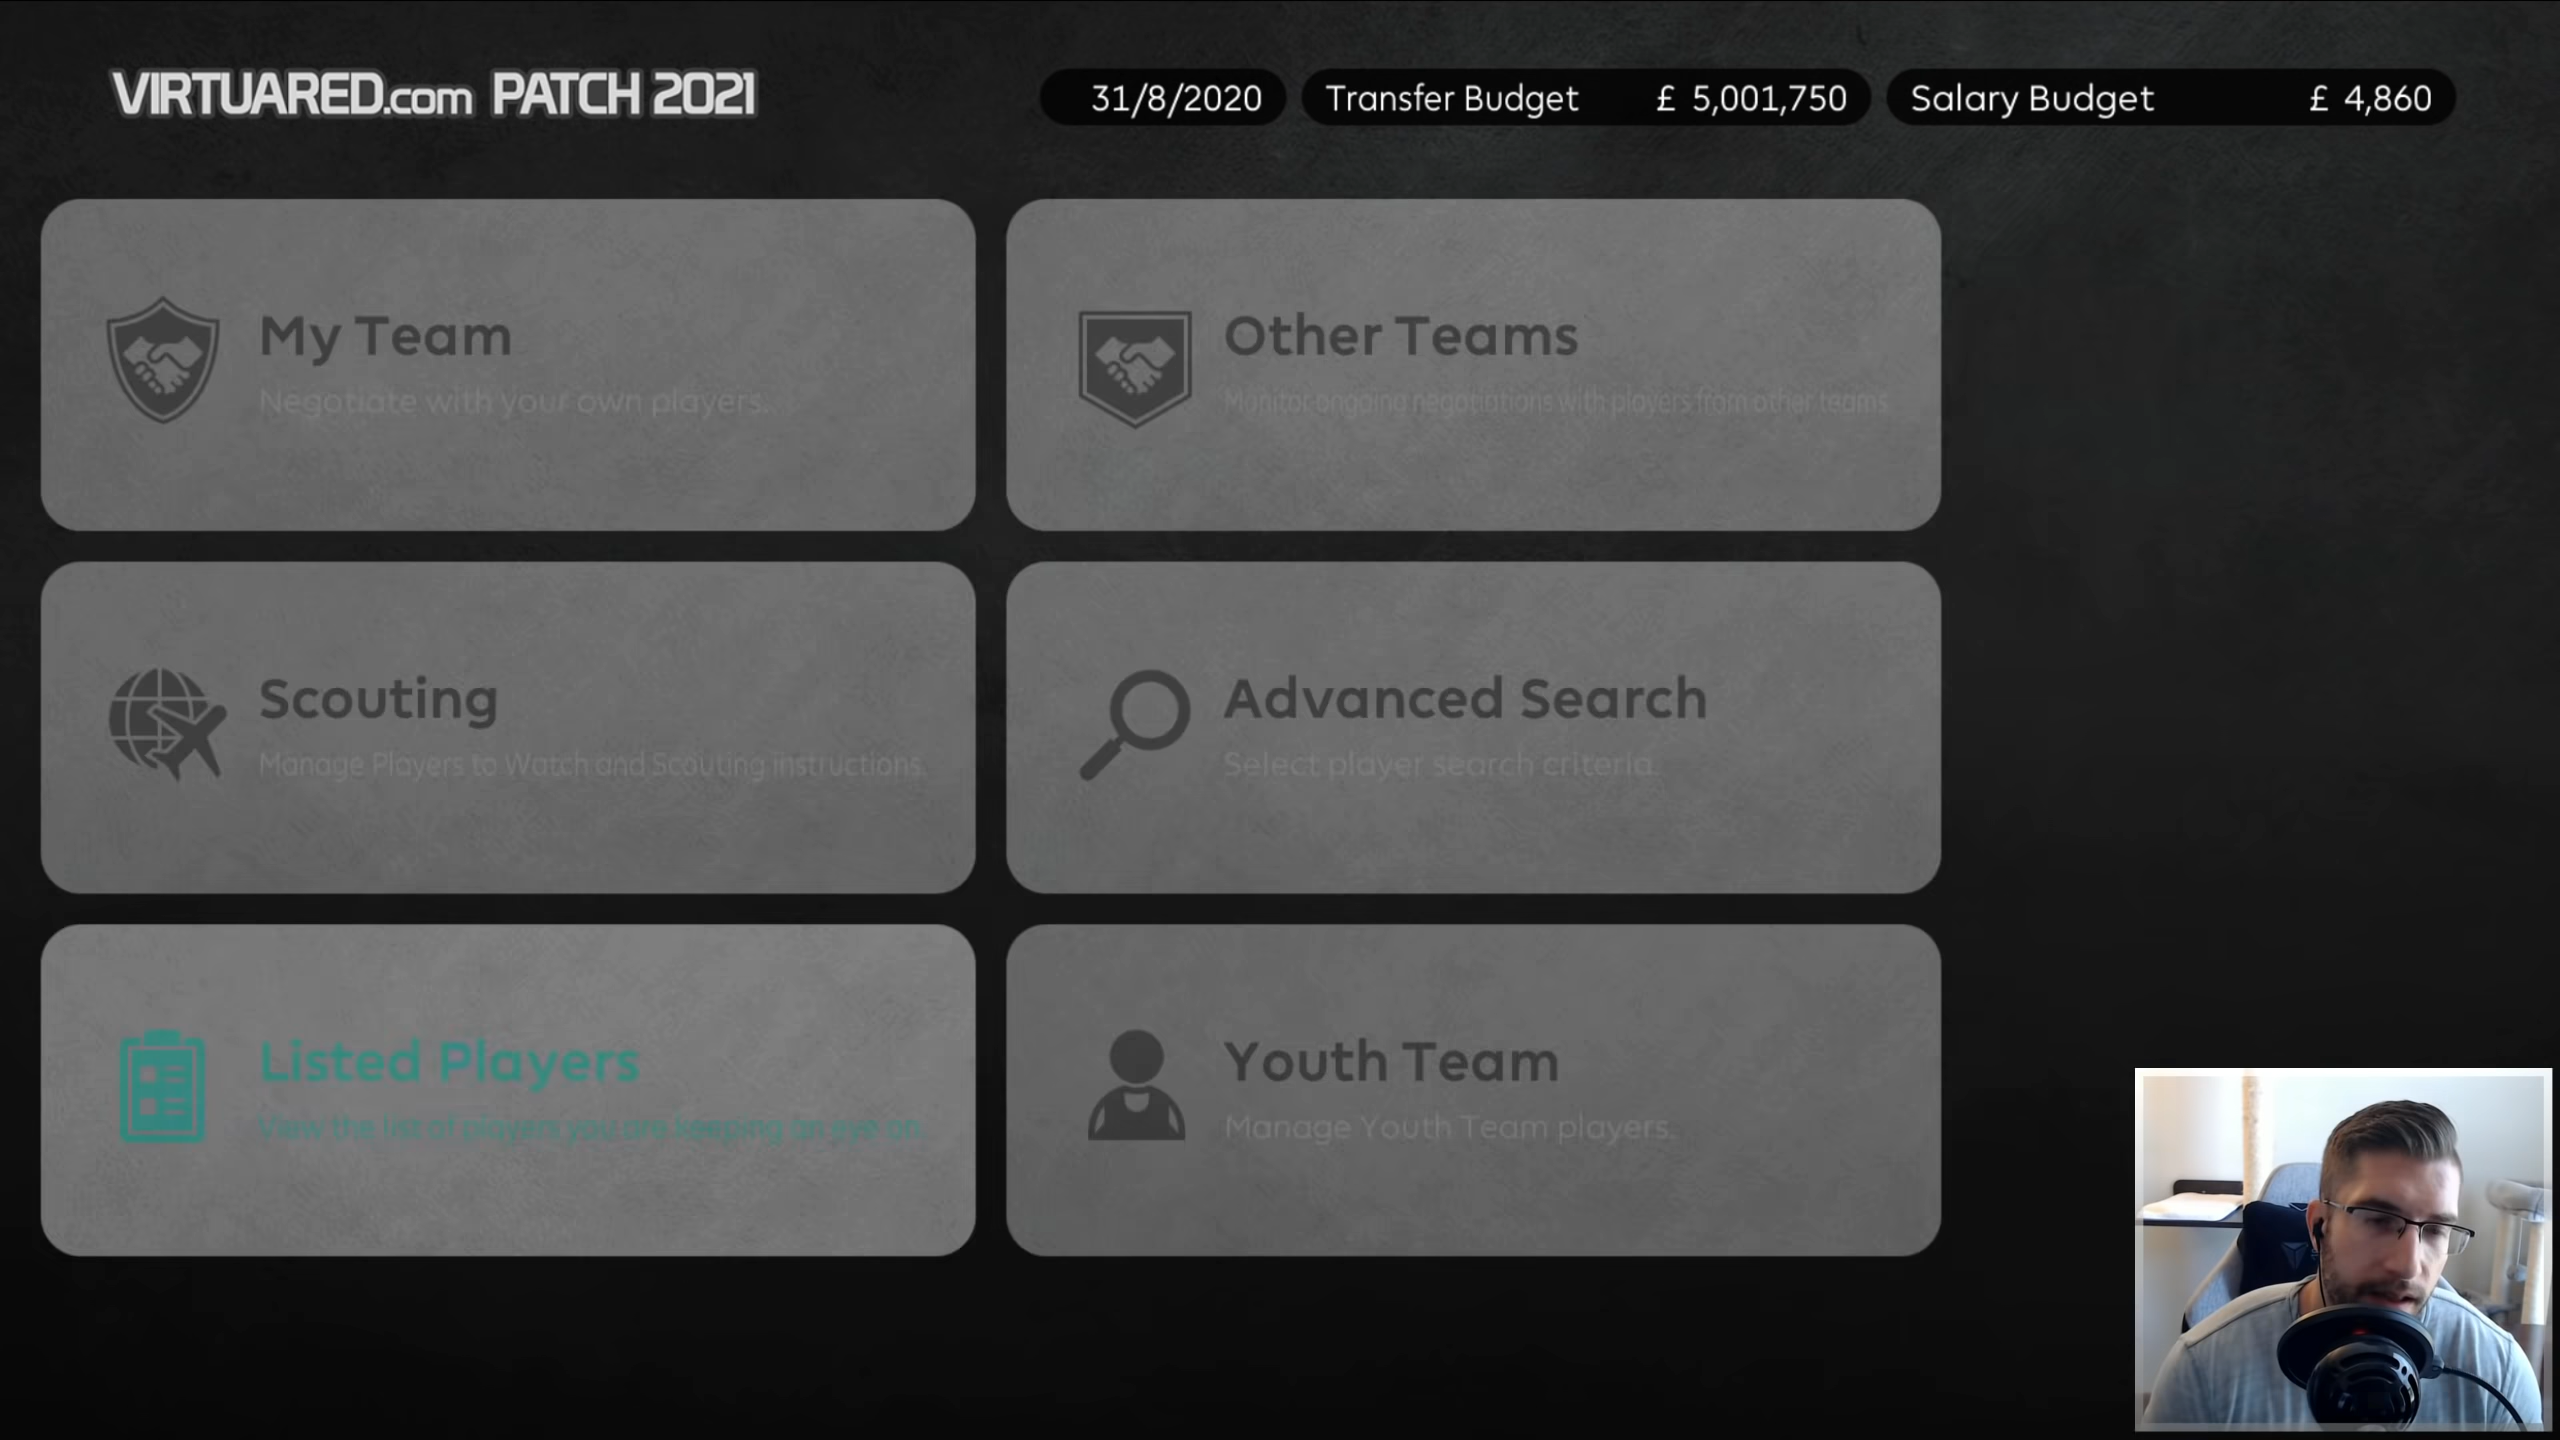 VIRTUARED.com PATCH 2021
31/8/2020
Transfer Budget £ 5,001,750
Salary Budget £ 4,860
My Team
Negotiate with your own players.
Other Teams
Monitor ongoing negotiations with players from other teams
Scouting
Manage Players to Watch and Scouting instructions.
Advanced Search
Select player search criteria.
Listed Players
View the list of players you are keeping an eye on.
Youth Team
Manage Youth Team players.